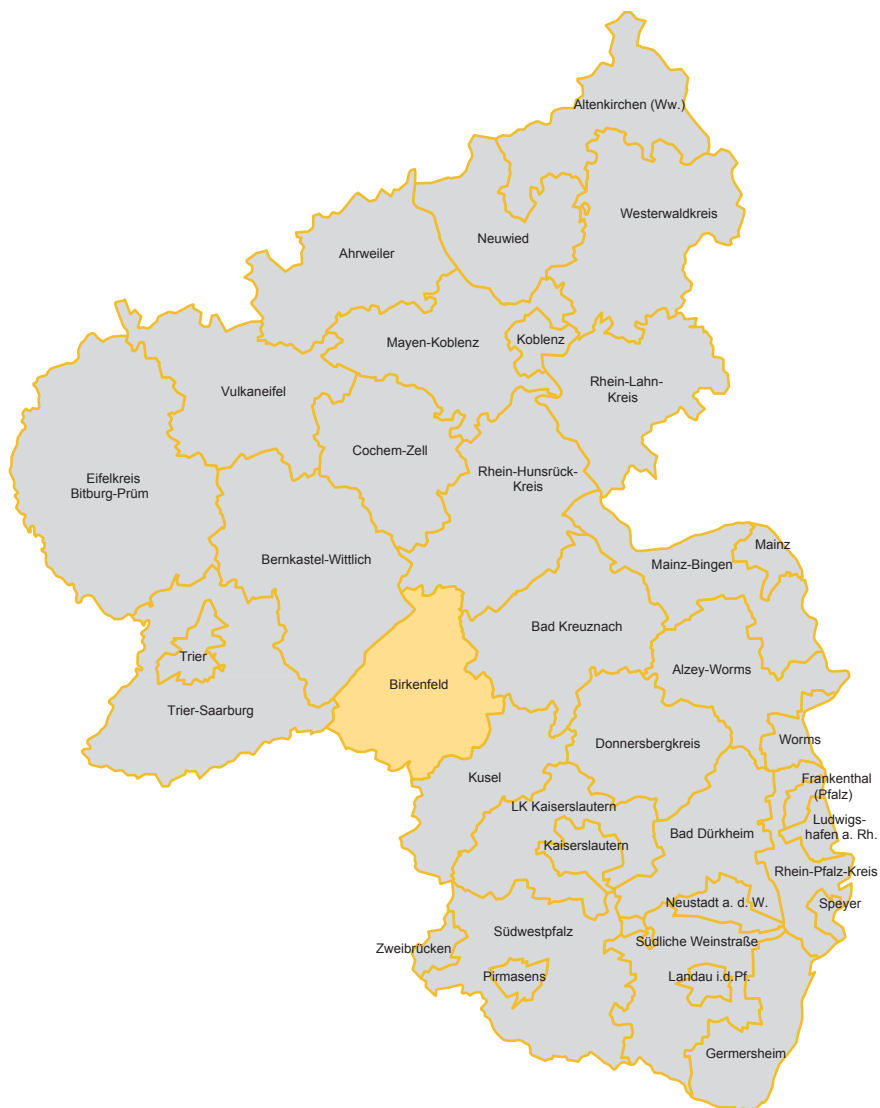 Altenkirchen (Ww.)
Westerwaldkreis
Neuwied
Ahrweiler
Mayen-Koblenz
Koblenz
Rhein-Lahn-
Kreis
Vulkaneifel
Cochem-Zell
Rhein-Hunsrück-
Kreis
Eifelkreis
Bitburg-Prüm
Bernkastel-Wittlich
Mainz
Mainz-Bingen
Bad Kreuznach
Trier
Alzey-Worms
Birkenfeld
Trier-Saarburg
Donnersbergkreis
Worms
Kusel
Frankenthal
(Pfalz)
LK Kaiserslautern
Ludwigs-
hafen a. Rh.
Bad Dürkheim
Kaiserslautern
Rhein-Pfalz-Kreis
Neustadt a. d. W.
Speyer
Südwestpfalz
Südliche Weinstraße
Zweibrücken
Pirmasens
Landau i.d.Pf.
Germersheim